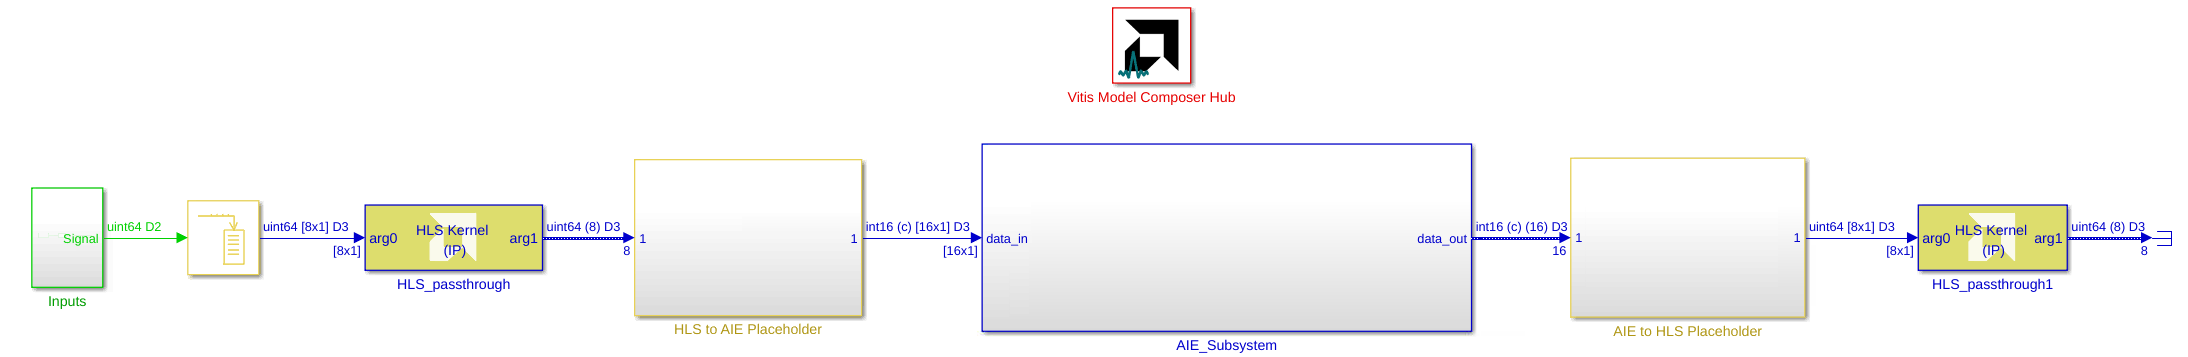 Vitis Model Composer Hub
Signal
Inputs
uint64 D2
uint64 [8x1] D3
[8x1]
arg0
HLS Kernel
(IP)
arg1
HLS_passthrough
uint64 (8) D3
8
1
1
HLS to AIE Placeholder
int16 (c) [16x1] D3
[16x1]
data_in
data_out
AIE_Subsystem
int16 (c) (16) D3
16
1
1
AIE to HLS Placeholder
uint64 [8x1] D3
[8x1]
arg0
HLS Kernel
(IP)
arg1
HLS_passthrough1
uint64 (8) D3
8